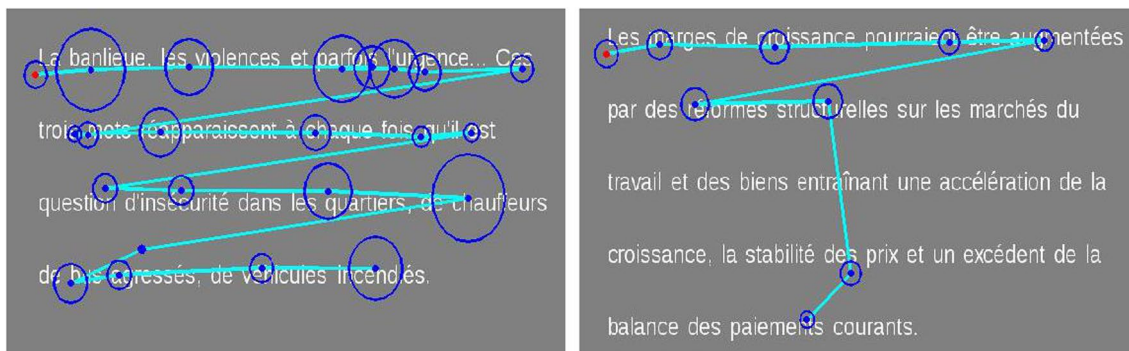 La banlieue, les violences et parfois l'urgence... Ces
trois mots réapparaissent à chaque fois qu'il est
question d'insécurité dans les quartiers, de chauffeurs
de bus agressés, de véhicules incendiés.
Les marges de croissance pourraient être augmentées
par des réformes structurelles sur les marchés du
travail et des biens entraînant une accélération de la
croissance, la stabilité des prix et un excédent de la
balance des paiements courants.